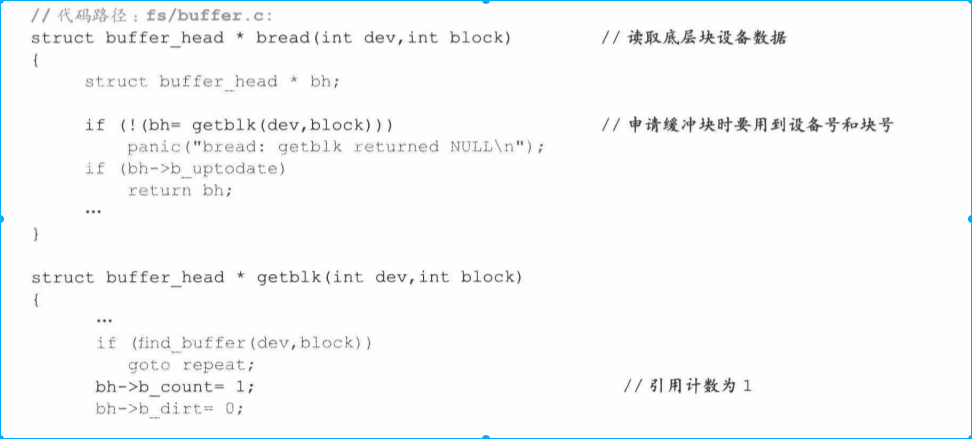 // 代码路径：fs/buffer.c:
struct buffer_head * bread(int dev,int block) // 读取底层块设备数据
{
struct buffer_head * bh;
if (!(bh= getblk(dev,block))) // 申请缓冲块时要用到设备号和块号
panic("bread: getblk returned NULL\n");
if (bh->b_uptodate)
return bh;
…
}
struct buffer_head * getblk(int dev,int block)
{
…
if (find_buffer(dev,block))
goto repeat;
bh->b_count= 1; // 引用计数为 1
bh->b_dirt= 0;